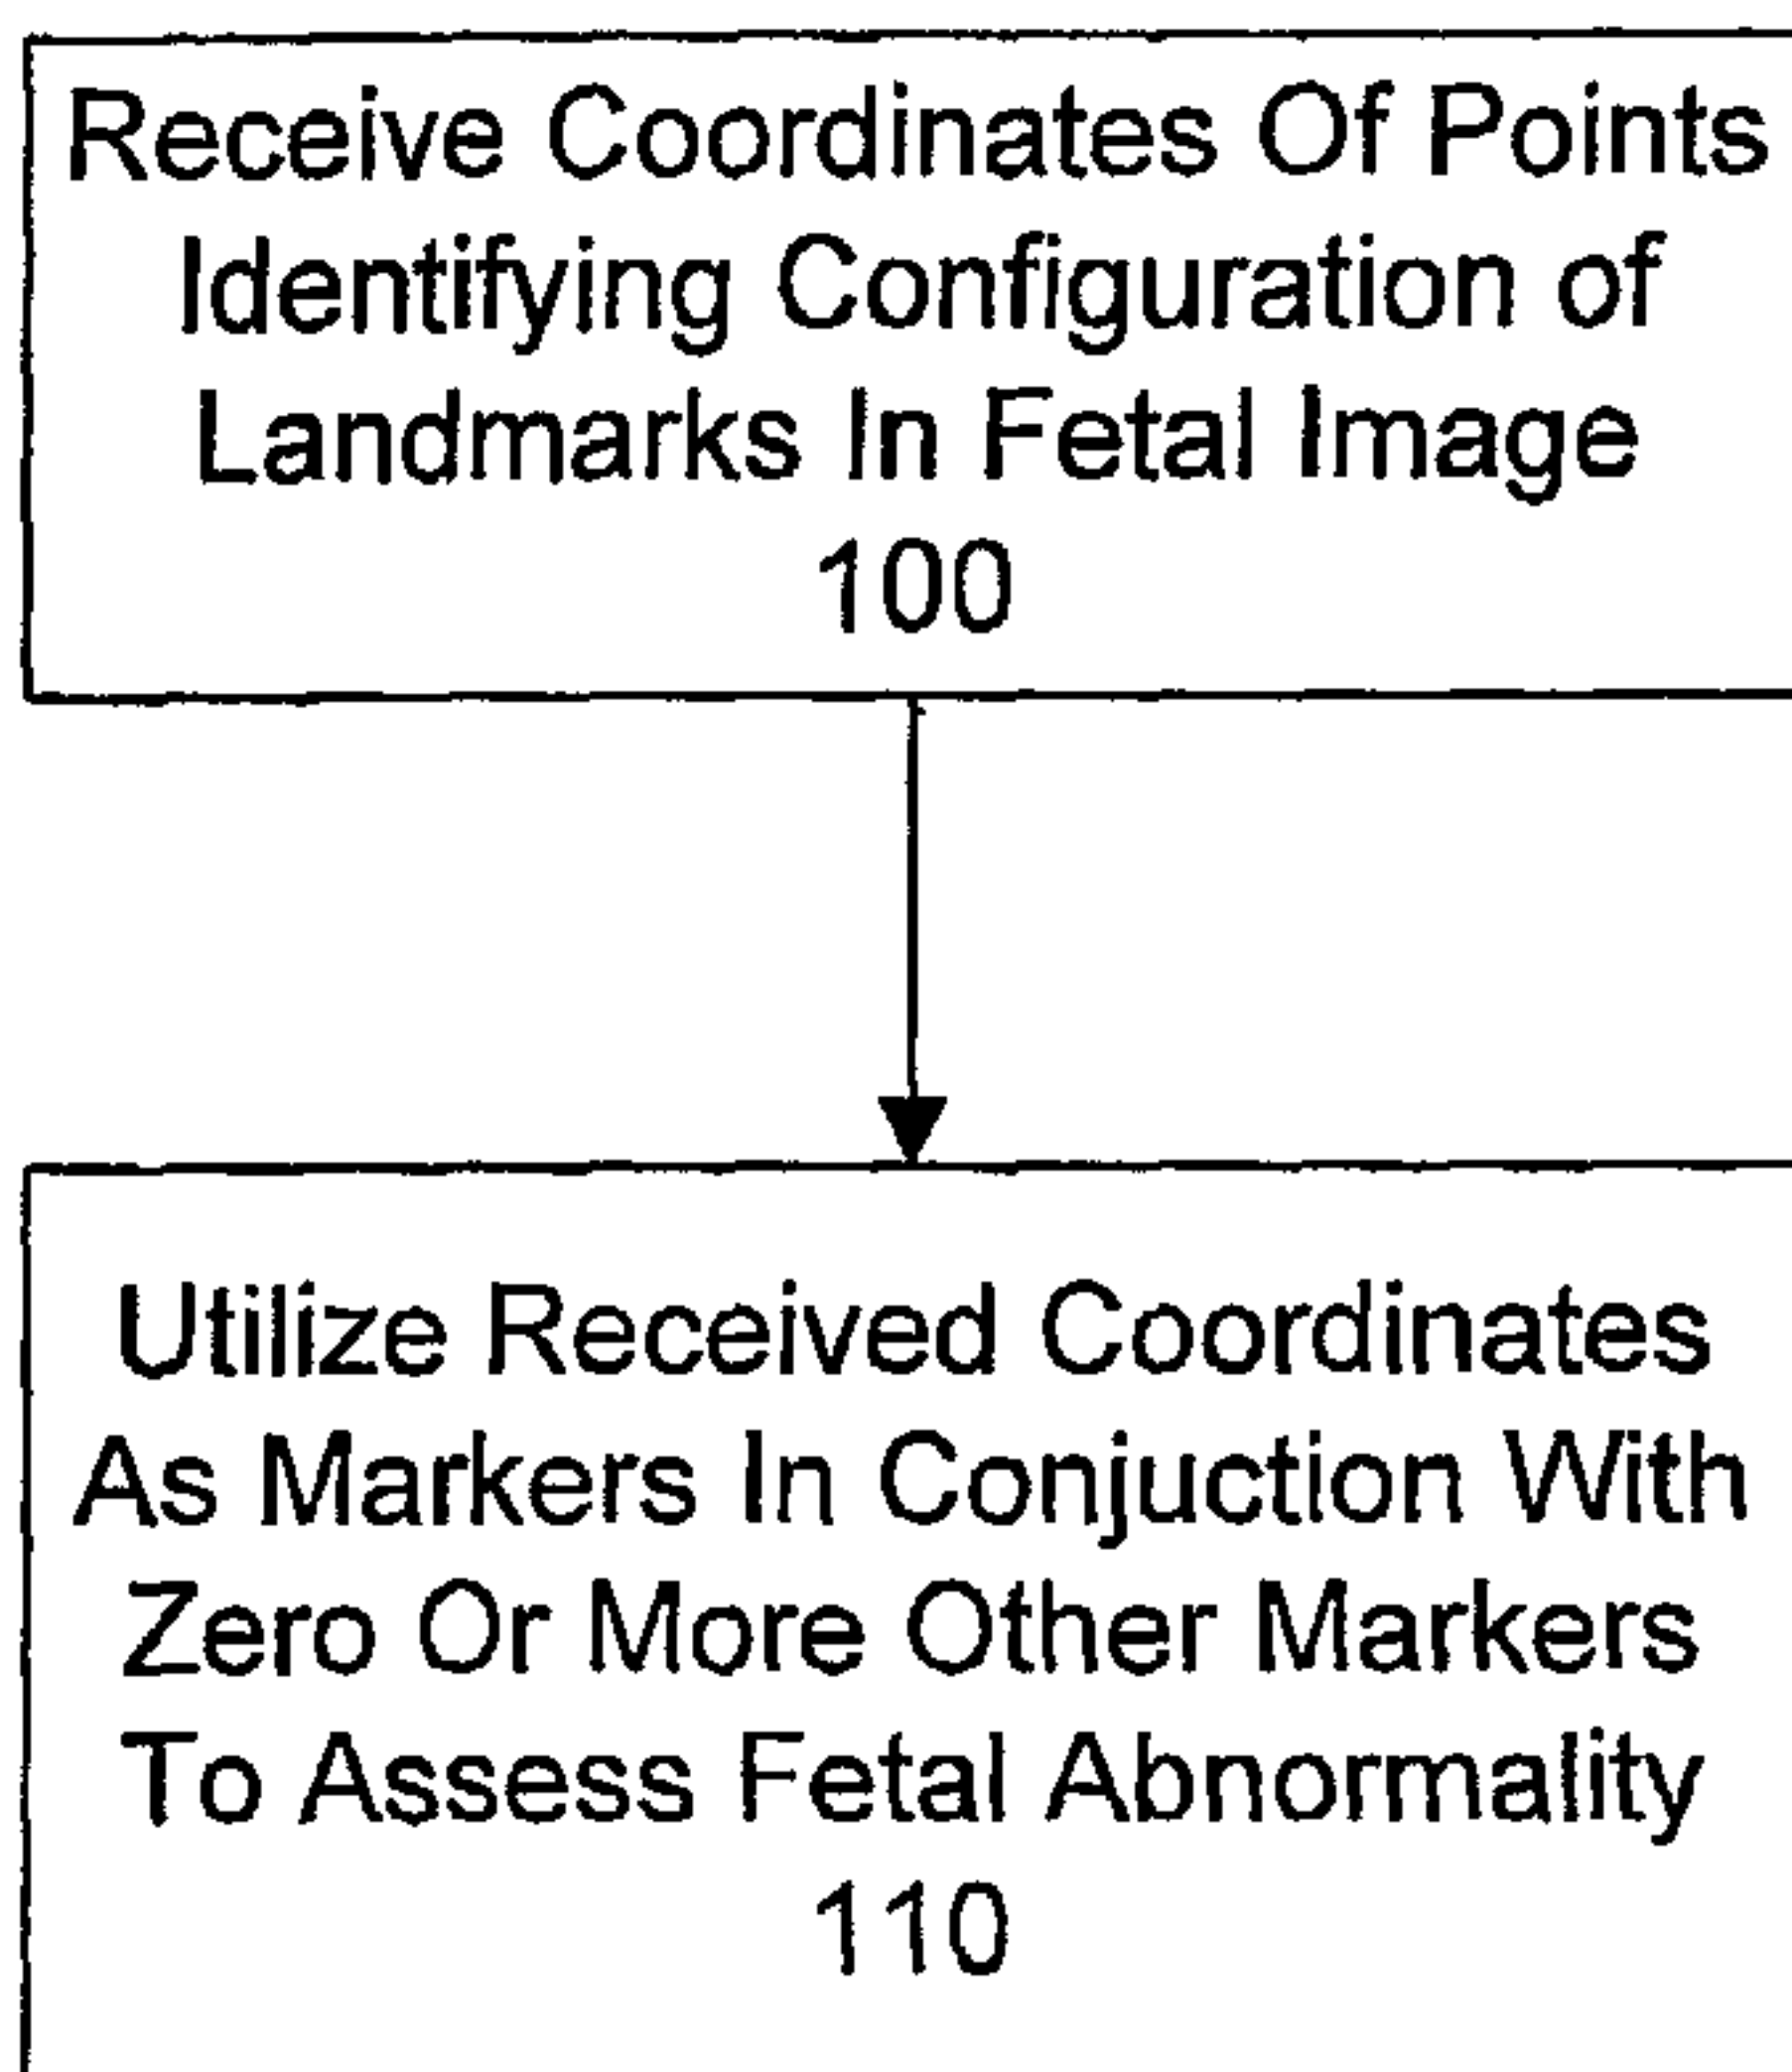 Receive Coordinates Of Points
Identifying Configuration of
Landmarks In Fetal Image
100
Utilize Received Coordinates
As Markers In Conjuction With
Zero Or More Other Markers
To Assess Fetal Abnormality
110